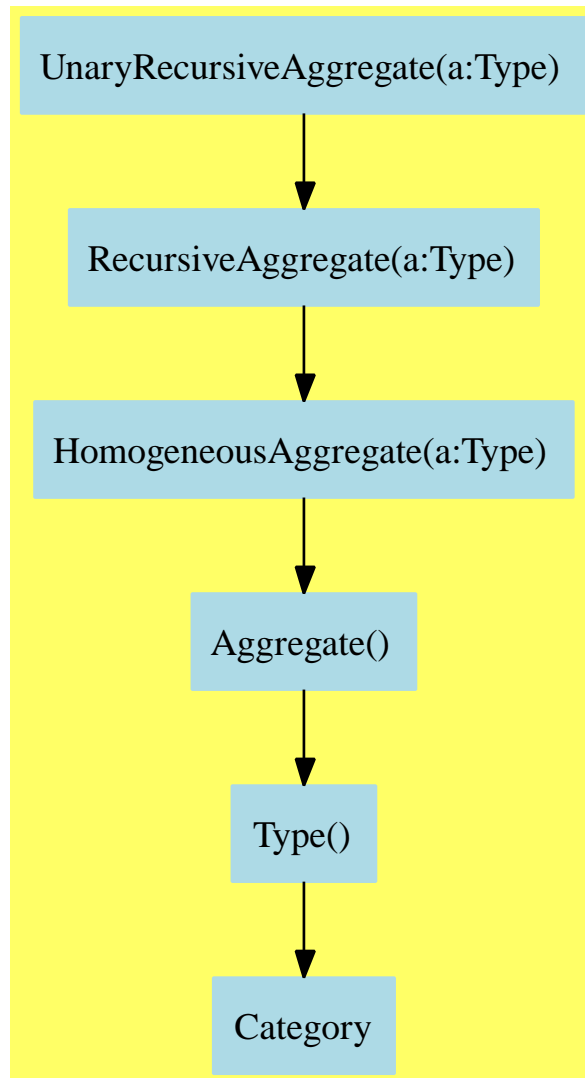 UnaryRecursiveAggregate(a:Type)
RecursiveAggregate(a:Type)
HomogeneousAggregate(a:Type)
Aggregate()
Type()
Category